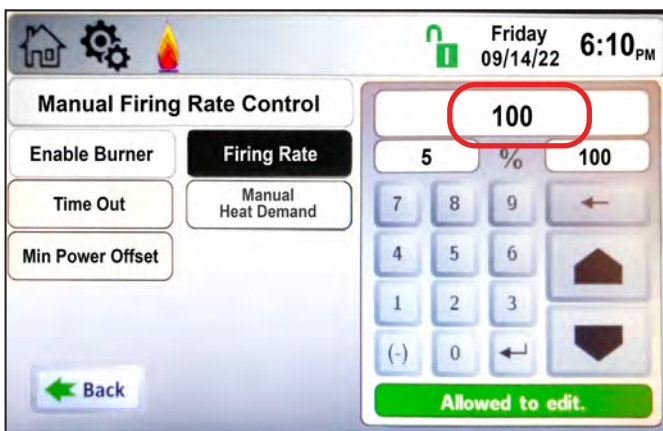 Friday
09/14/22
6:10 PM
Manual Firing Rate Control
Enable Burner
Firing Rate
Time Out
Manual
Heat Demand
Min Power Offset
Back
100
5 % 100
7 8 9
4 5 6
1 2 3
(-) 0
Allowed to edit.